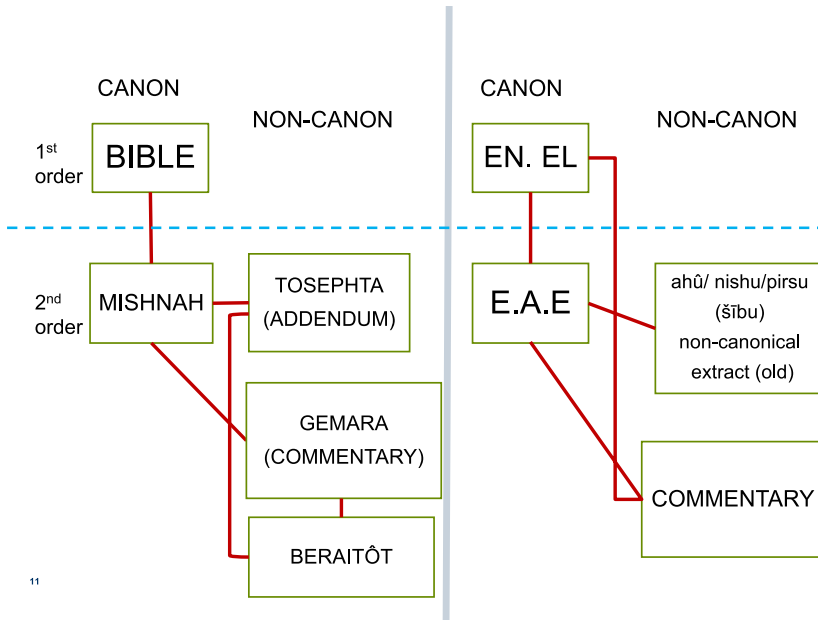 CANON
NON-CANON
1st
order
BIBLE
2nd
order
MISHNAH
TOSEPHTA
(ADDENDUM)
GEMARA
(COMMENTARY)
BERAITÔT
11
CANON
NON-CANON
EN. EL
E.A.E
ahû/ nishu/pirsu
(šību)
non-canonical
extract (old)
COMMENTARY